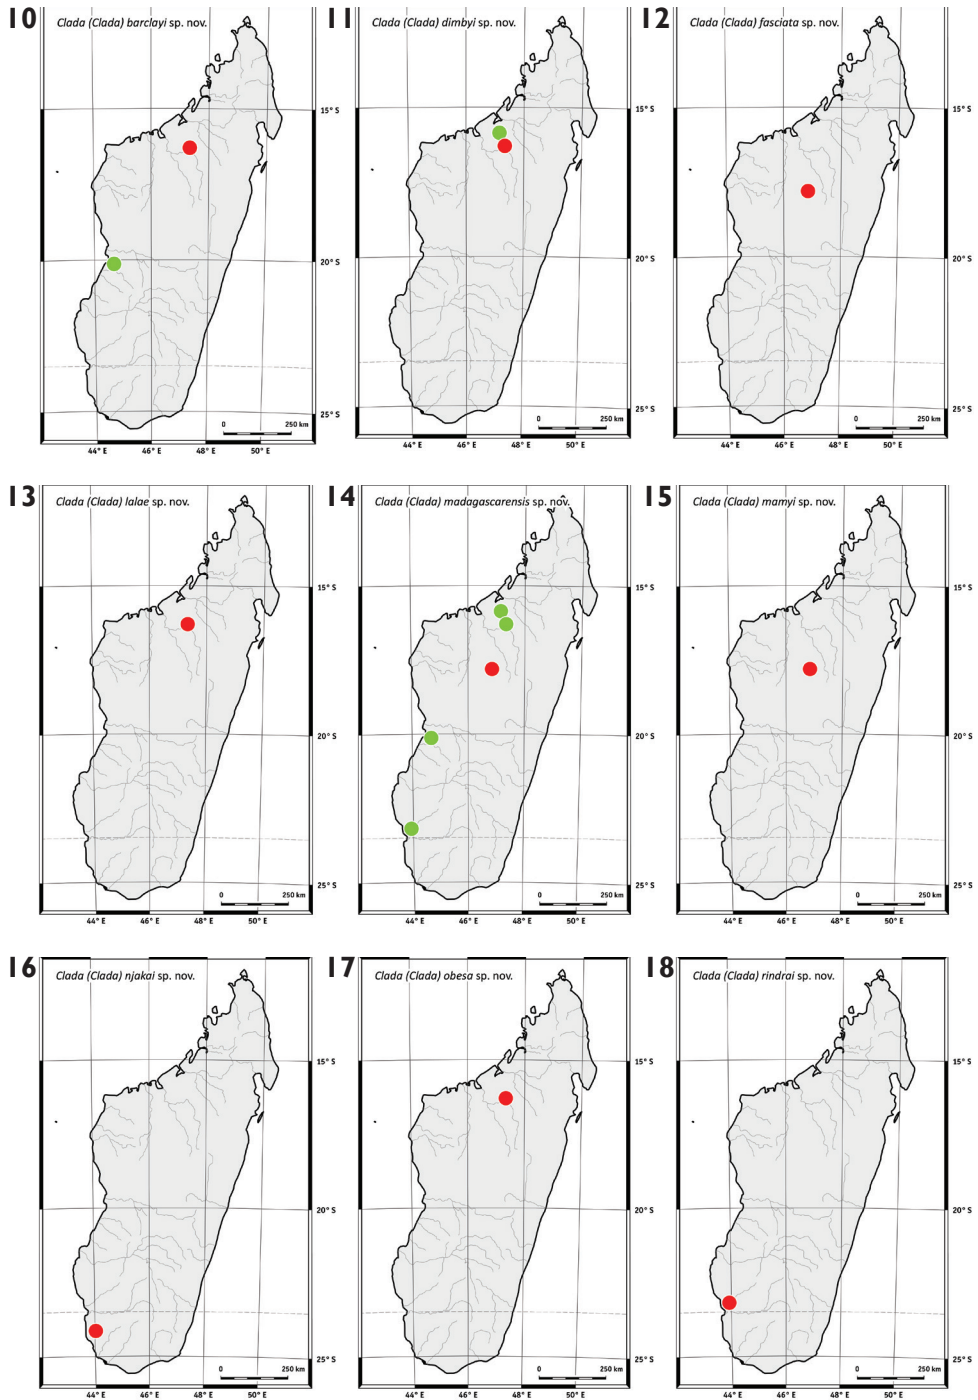 10 Clada (Clada) barclayi sp. nov.
15° S
20° S
25° S
0 250 km
44° E 46° E 48° E 50° E
11 Clada (Clada) dimbyi sp. nov.
15° S
20° S
25° S
0 250 km
44° E 46° E 48° E 50° E
12 Clada (Clada) fasciata sp. nov.
15° S
20° S
25° S
0 250 km
44° E 46° E 48° E 50° E
13 Clada (Clada) lalae sp. nov.
15° S
20° S
25° S
0 250 km
44° E 46° E 48° E 50° E
14 Clada (Clada) madagascarensis sp. nov.
15° S
20° S
25° S
0 250 km
44° E 46° E 48° E 50° E
15 Clada (Clada) mamyi sp. nov.
15° S
20° S
25° S
0 250 km
44° E 46° E 48° E 50° E
16 Clada (Clada) njakai sp. nov.
15° S
20° S
25° S
0 250 km
44° E 46° E 48° E 50° E
17 Clada (Clada) obesa sp. nov.
15° S
20° S
25° S
0 250 km
44° E 46° E 48° E 50° E
18 Clada (Clada) rindrai sp. nov.
15° S
20° S
25° S
0 250 km
44° E 46° E 48° E 50° E